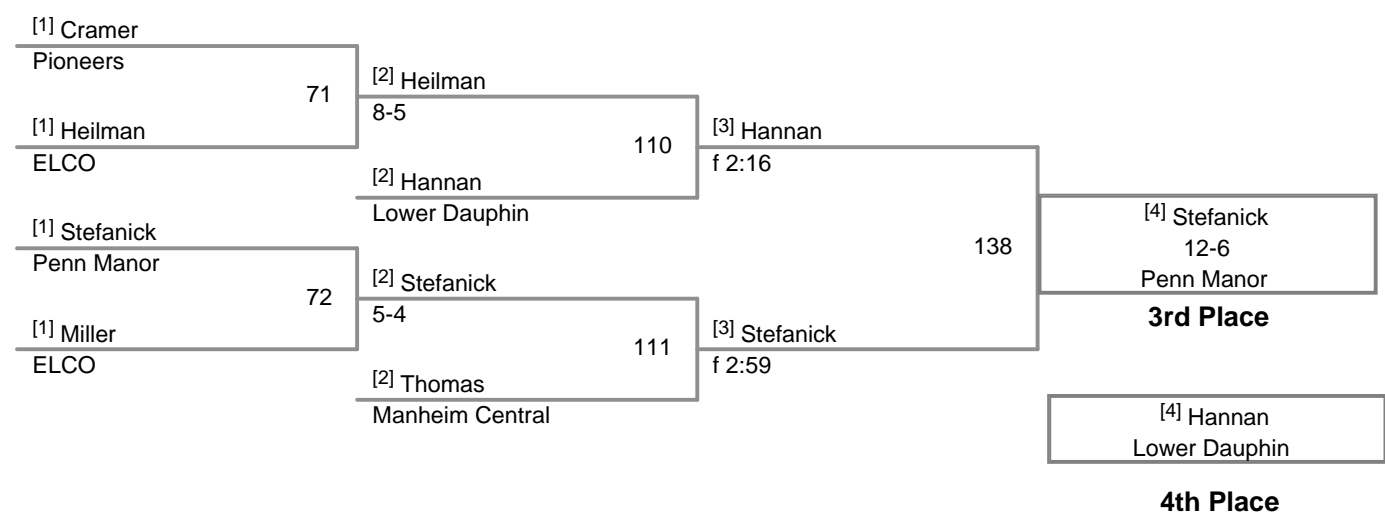 [1] Cramer
Pioneers
71
[1] Heilman
ELCO
[2] Heilman
8-5
110
[2] Hannan
Lower Dauphin
[3] Hannan
f 2:16
[1] Stefanick
Penn Manor
72
[1] Miller
ELCO
[2] Stefanick
5-4
111
[2] Thomas
Manheim Central
[3] Stefanick
f 2:59
138
[4] Stefanick
12-6
Penn Manor
3rd Place
[4] Hannan
Lower Dauphin
4th Place